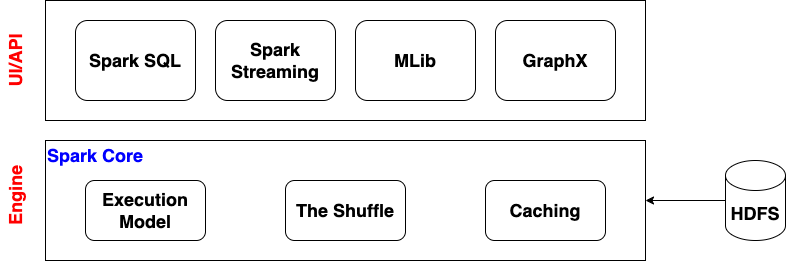 UI/API
Spark SQL
Spark
Streaming
MLib
GraphX
Engine
Spark Core
Execution
Model
The Shuffle
Caching
HDFS